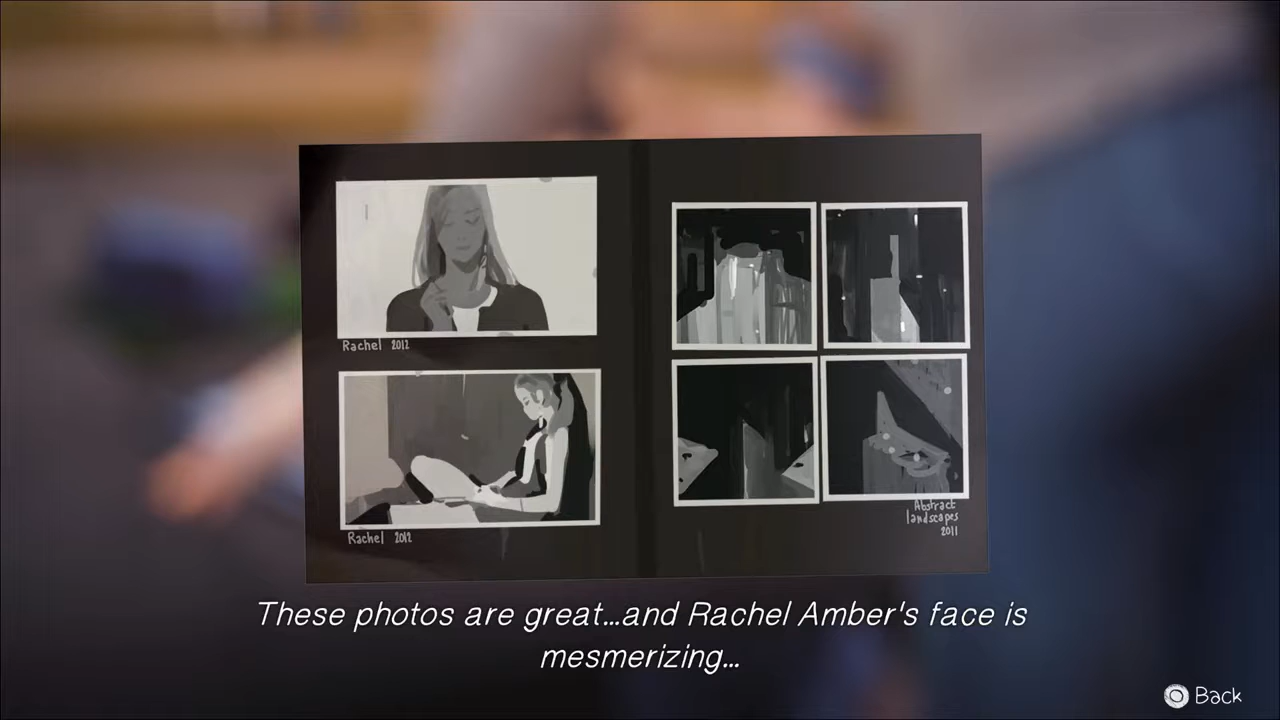 Rachel 2012
Rachel 2012
Abstract
landscapes
2011
These photos are great...and Rachel Amber's face is
mesmerizing...
Back